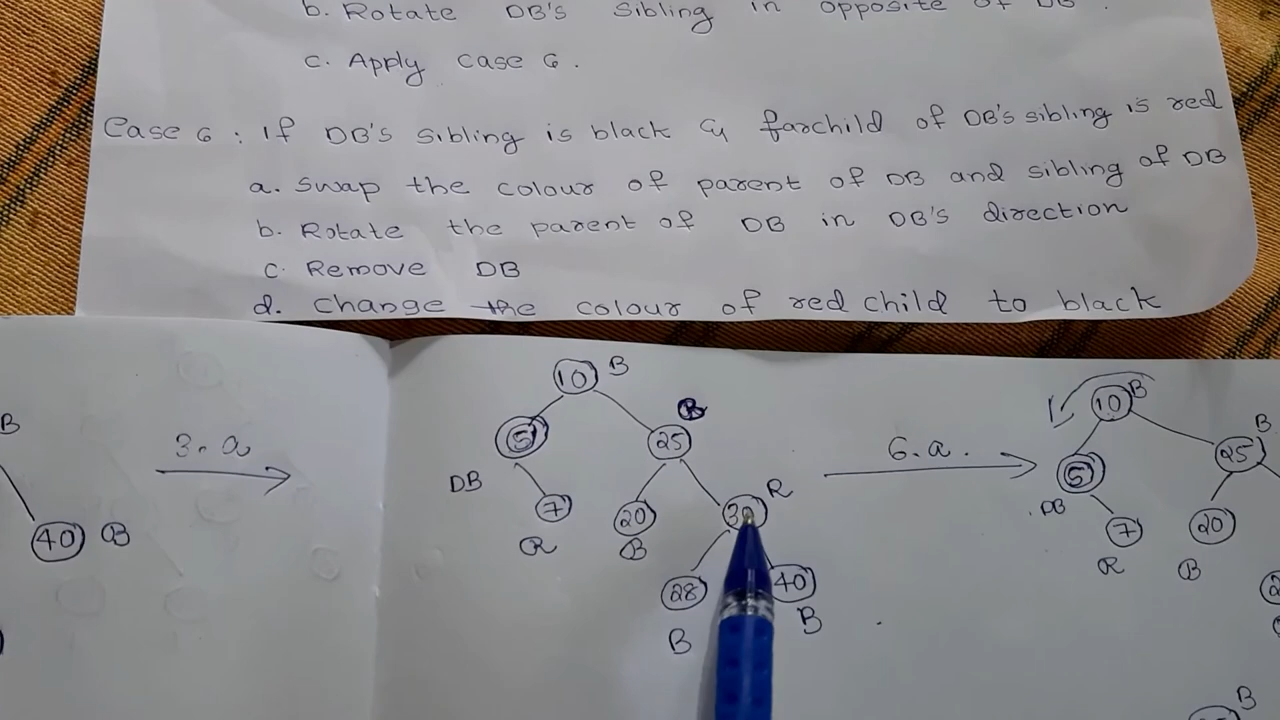 b. Rotate DB's sibling in opposite of DB.
c. Apply case 6.
Case 6: If DB's sibling is black & farchild of DB's sibling is red
a. Swap the colour of parent of DB and sibling of DB
b. Rotate the parent of DB in DB's direction
c. Remove DB
d. Change the colour of red child to black
B
40 B
3.a
10 B
5 DB
25 B
7 R
20 B
30 R
28 B
40 B
6.a.
10 B
5 DB
25 B
7 R
20 B
B